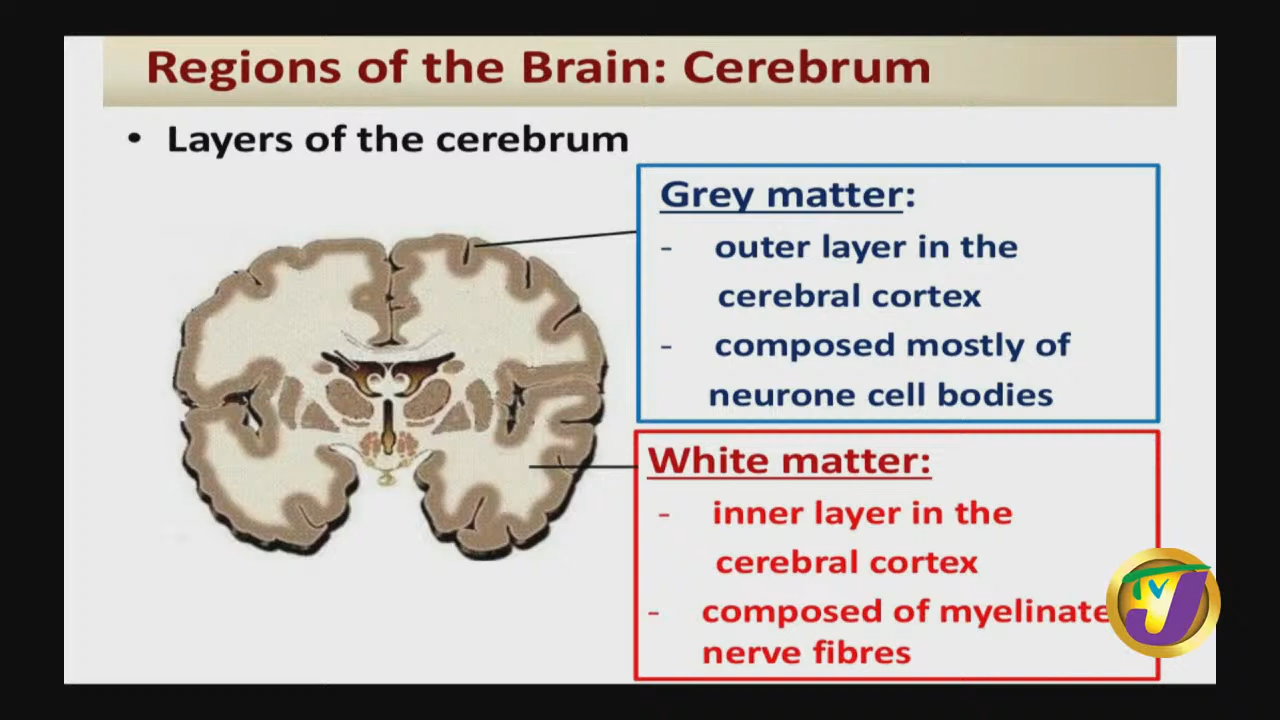 Regions of the Brain: Cerebrum
• Layers of the cerebrum
Grey matter:
- outer layer in the
cerebral cortex
- composed mostly of
neurone cell bodies
White matter:
- inner layer in the
cerebral cortex
- composed of myelinate
nerve fibres
TVJ